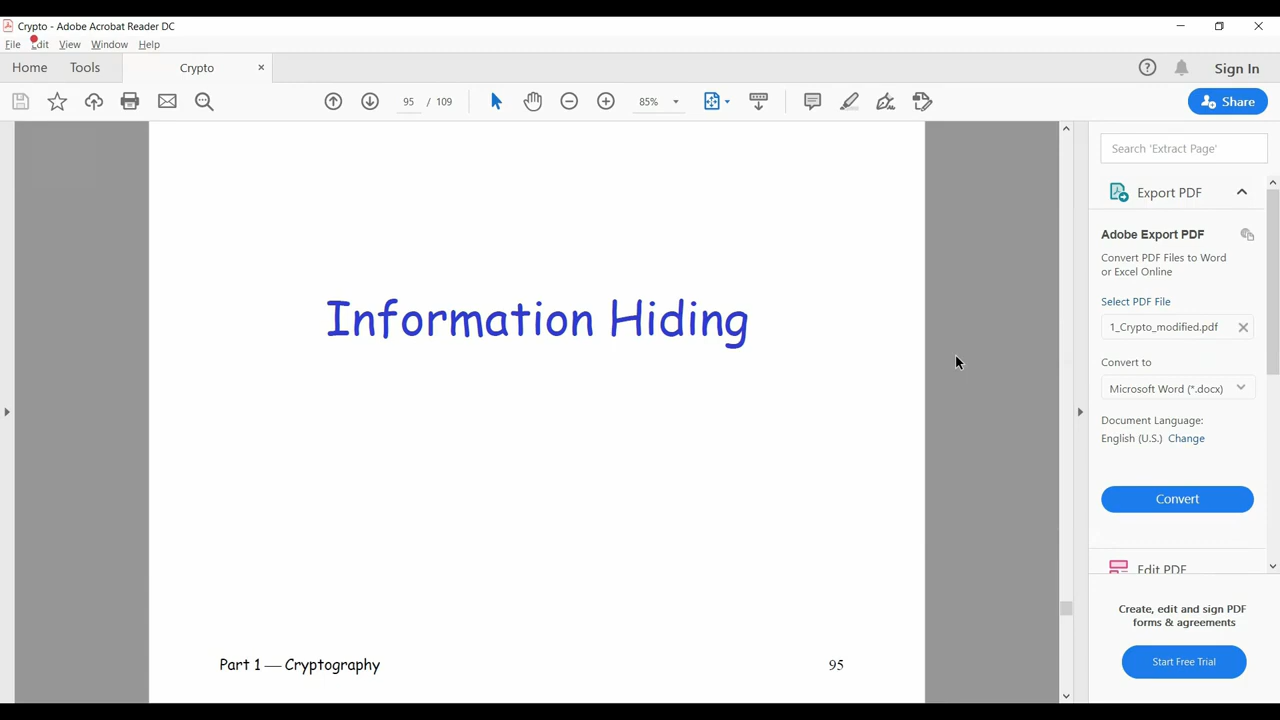 Crypto - Adobe Acrobat Reader DC
File Edit View Window Help
Home Tools Crypto × Sign In
95 / 109 85% Share
Search 'Extract Page'
Export PDF
Adobe Export PDF
Convert PDF Files to Word
or Excel Online
Select PDF File
1_Crypto_modified.pdf
Convert to
Microsoft Word (*.docx)
Document Language:
English (U.S.) Change
Convert
Edit PDF
Create, edit and sign PDF
forms & agreements
Start Free Trial
Information Hiding
Part 1 — Cryptography 95